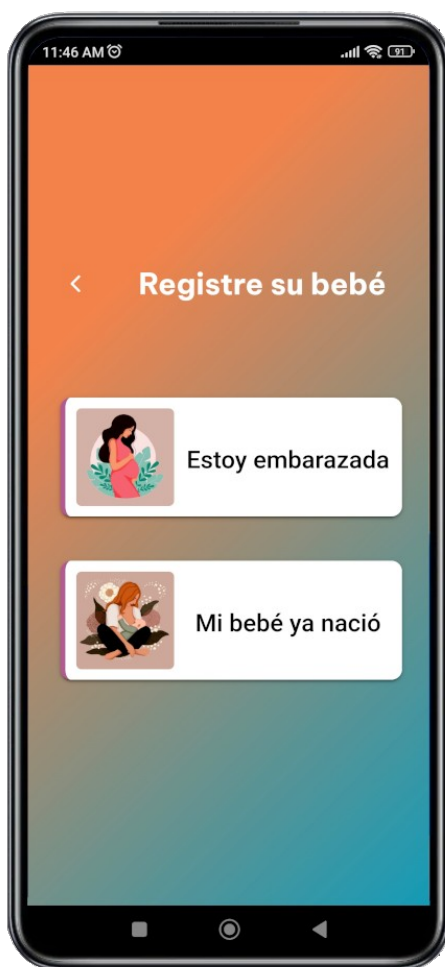 11:46 AM
91
Registre su bebé
Estoy embarazada
Mi bebé ya nació